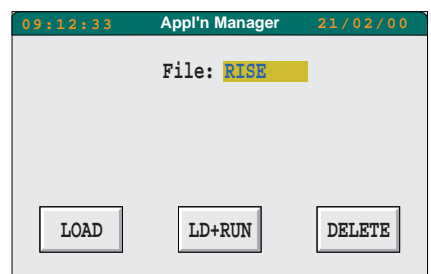 09:12:33 Appl'n Manager 21/02/00
File: RISE
LOAD LD+RUN DELETE